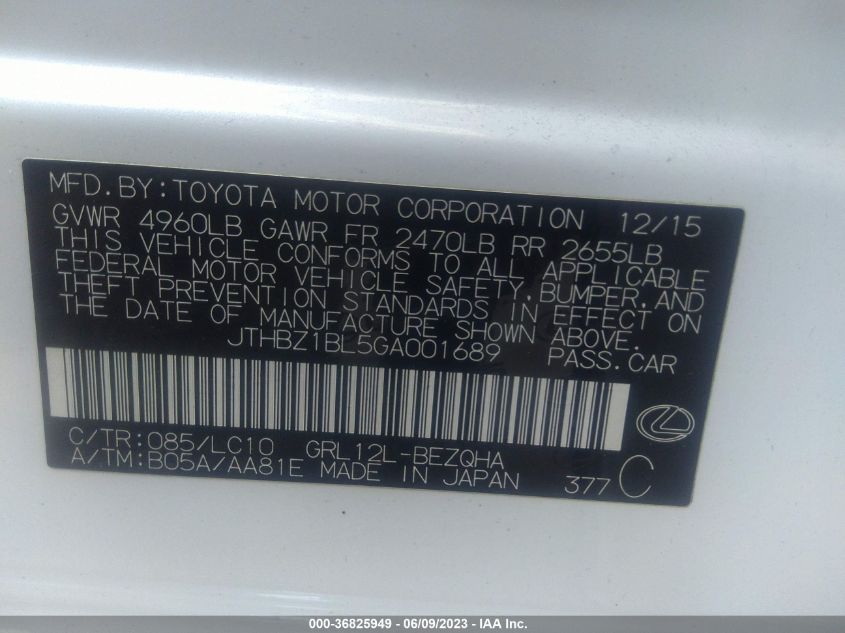 MFD.BY:TOYOTA MOTOR CORPORATION 12/15
GVWR 4960LB GAWR FR 2470LB RR 2655LB
THIS VEHICLE CONFORMS TO ALL APPLICABLE
FEDERAL MOTOR VEHICLE SAFETY,BUMPER,AND
THEFT PREVENTION STANDARDS IN EFFECT ON
THE DATE OF MANUFACTURE SHOWN ABOVE.
JTHBZ1BL5GA001689 PASS.CAR
C/TR:085/LC10 GRL12L-BEZQHA
A/TM:B05A/AA81E MADE IN JAPAN 377 C
000-36825949 - 06/09/2023 - IAA Inc.